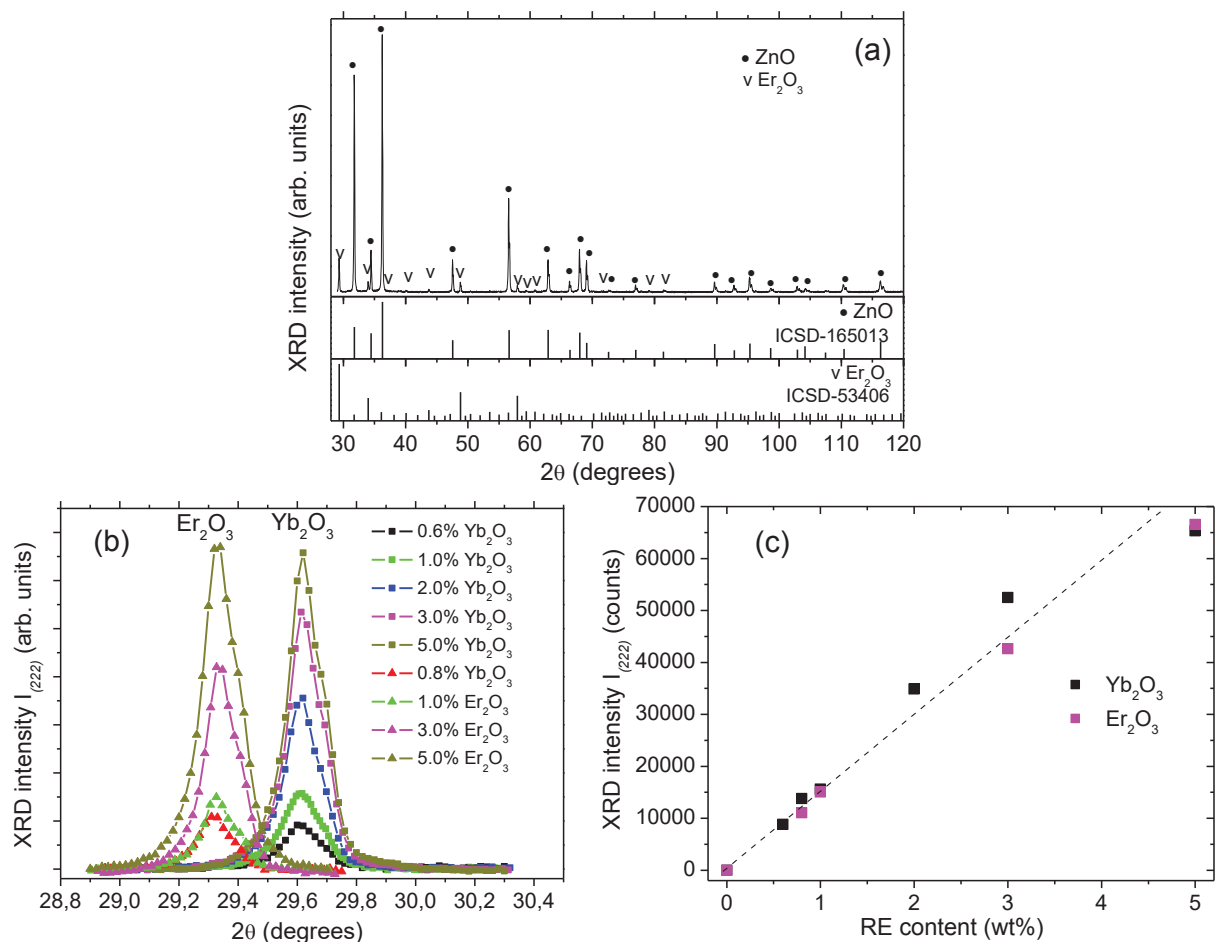 (a)
• ZnO
v Er2O3
XRD intensity (arb. units)
• ZnO
ICSD-165013
v Er2O3
ICSD-53406
30 40 50 60 70 80 90 100 110 120
2θ (degrees)
(b)
Er2O3 Yb2O3
0.6% Yb2O3
1.0% Yb2O3
2.0% Yb2O3
3.0% Yb2O3
5.0% Yb2O3
0.8% Yb2O3
1.0% Er2O3
3.0% Er2O3
5.0% Er2O3
XRD intensity I(222) (arb. units)
28,8 29,0 29,2 29,4 29,6 29,8 30,0 30,2 30,4
2θ (degrees)
(c)
70000
60000
50000
40000
30000
20000
10000
0
XRD intensity I(222) (counts)
Yb2O3
Er2O3
0 1 2 3 4 5
RE content (wt%)